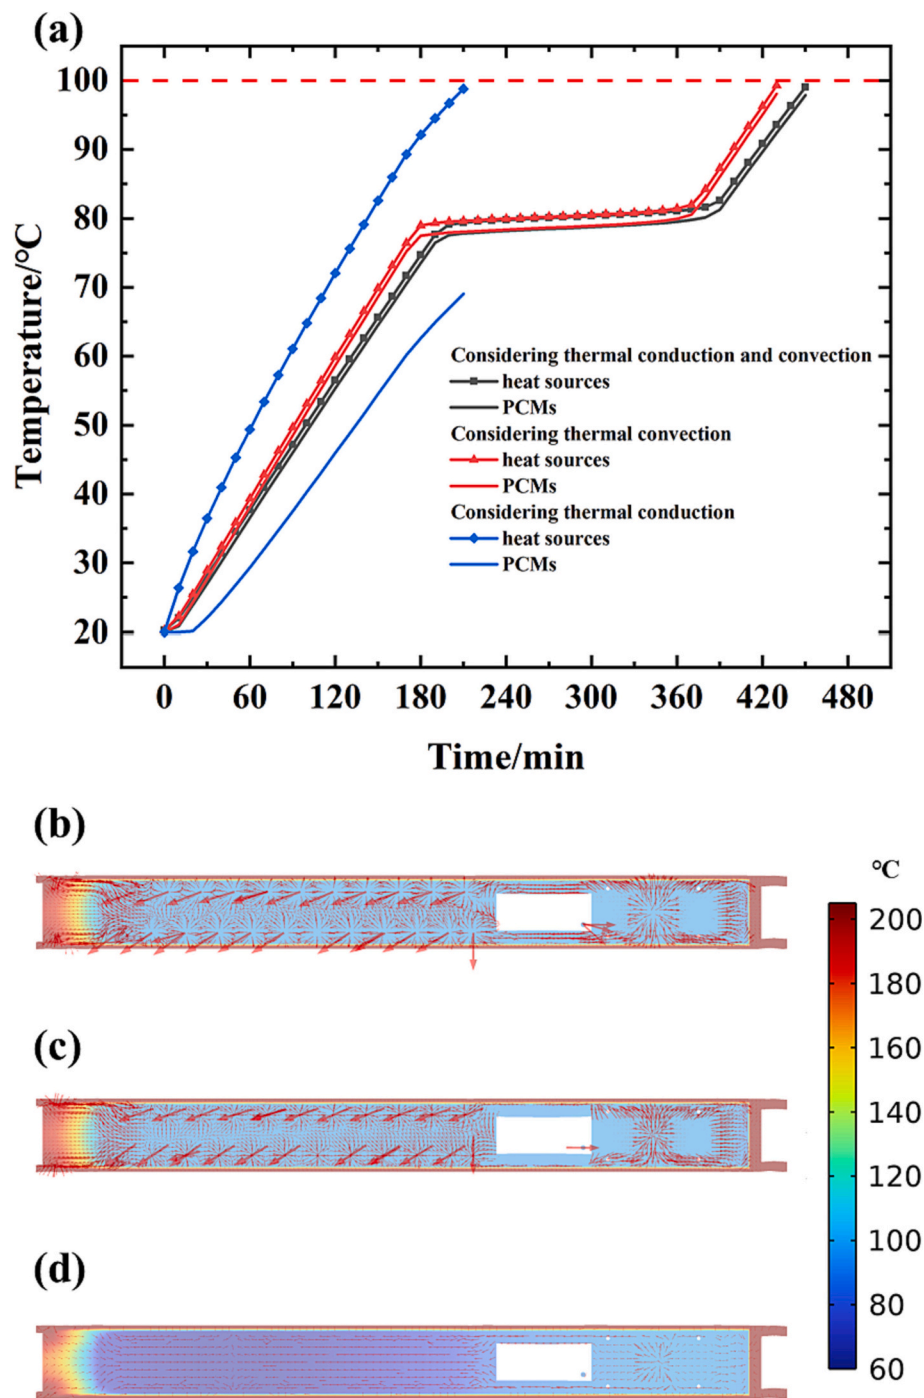 (a)
100
90
80
70
60
50
40
30
20
Temperature/°C
Considering thermal conduction and convection
heat sources
PCMs
Considering thermal convection
heat sources
PCMs
Considering thermal conduction
heat sources
PCMs
0 60 120 180 240 300 360 420 480
Time/min
(b)
°C
200
180
160
140
120
100
80
60
(c)
(d)